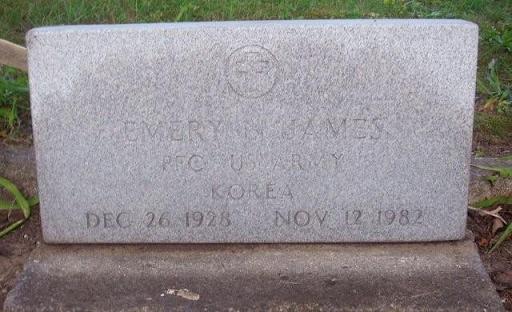 EMERY N JAMES
PFC US ARMY
KOREA
DEC 26 1928 NOV 12 1982